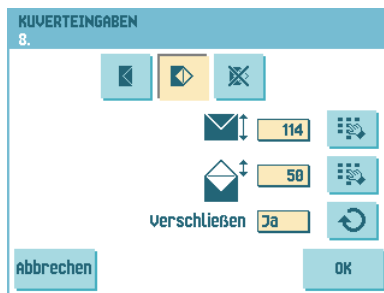 KUVERTEINGABEN
8.
114
50
Verschließen Ja
Abbrechen OK